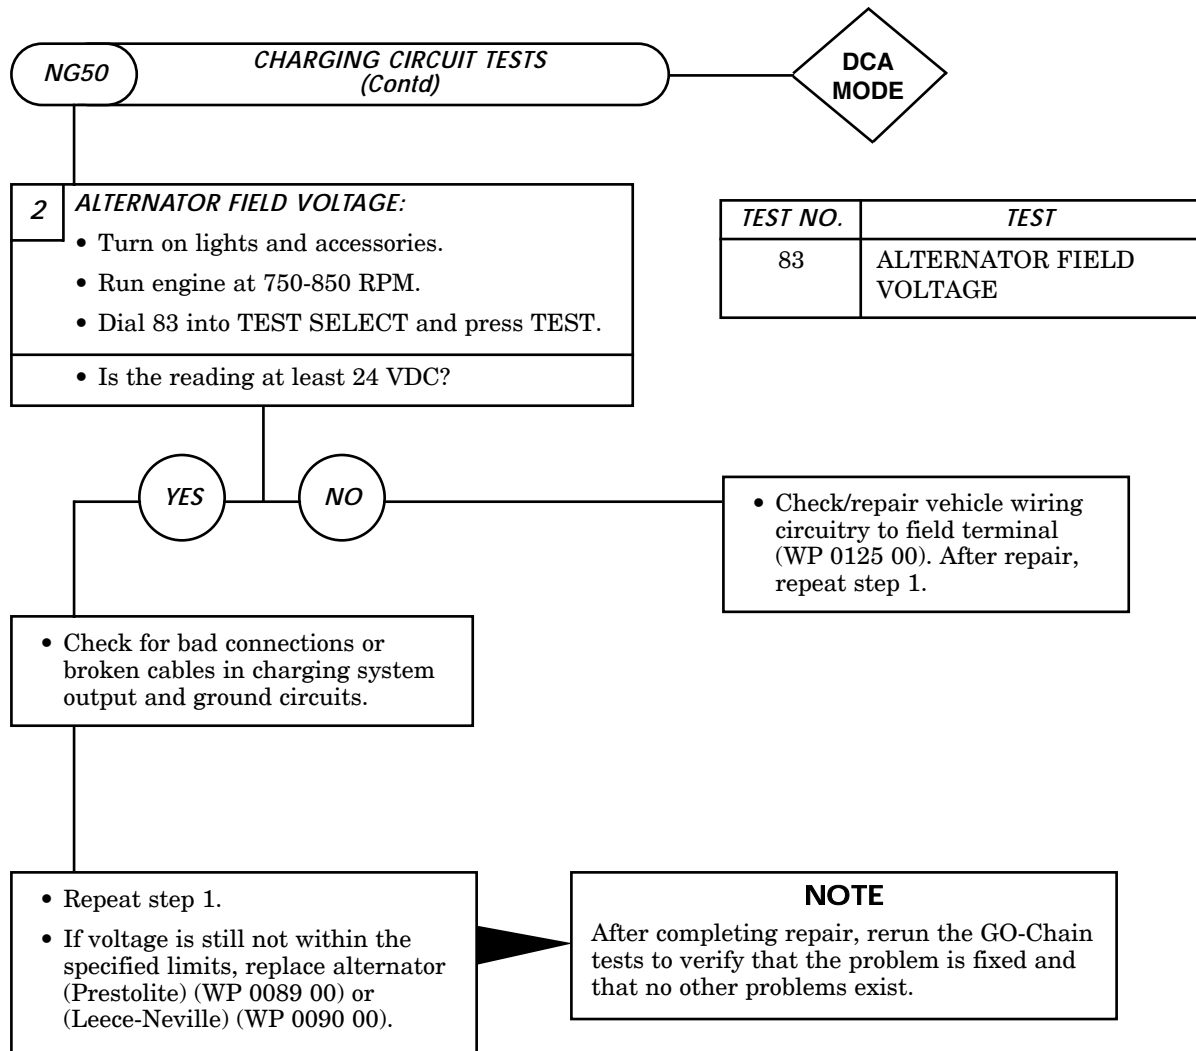 NG50
CHARGING CIRCUIT TESTS
(Contd)
DCA
MODE
2
ALTERNATOR FIELD VOLTAGE:
• Turn on lights and accessories.
• Run engine at 750-850 RPM.
• Dial 83 into TEST SELECT and press TEST.
• Is the reading at least 24 VDC?
TEST NO.
TEST
83
ALTERNATOR FIELD
VOLTAGE
YES
NO
• Check/repair vehicle wiring
circuitry to field terminal
(WP 0125 00). After repair,
repeat step 1.
• Check for bad connections or
broken cables in charging system
output and ground circuits.
• Repeat step 1.
• If voltage is still not within the
specified limits, replace alternator
(Prestolite) (WP 0089 00) or
(Leece-Neville) (WP 0090 00).
NOTE
After completing repair, rerun the GO-Chain
tests to verify that the problem is fixed and
that no other problems exist.